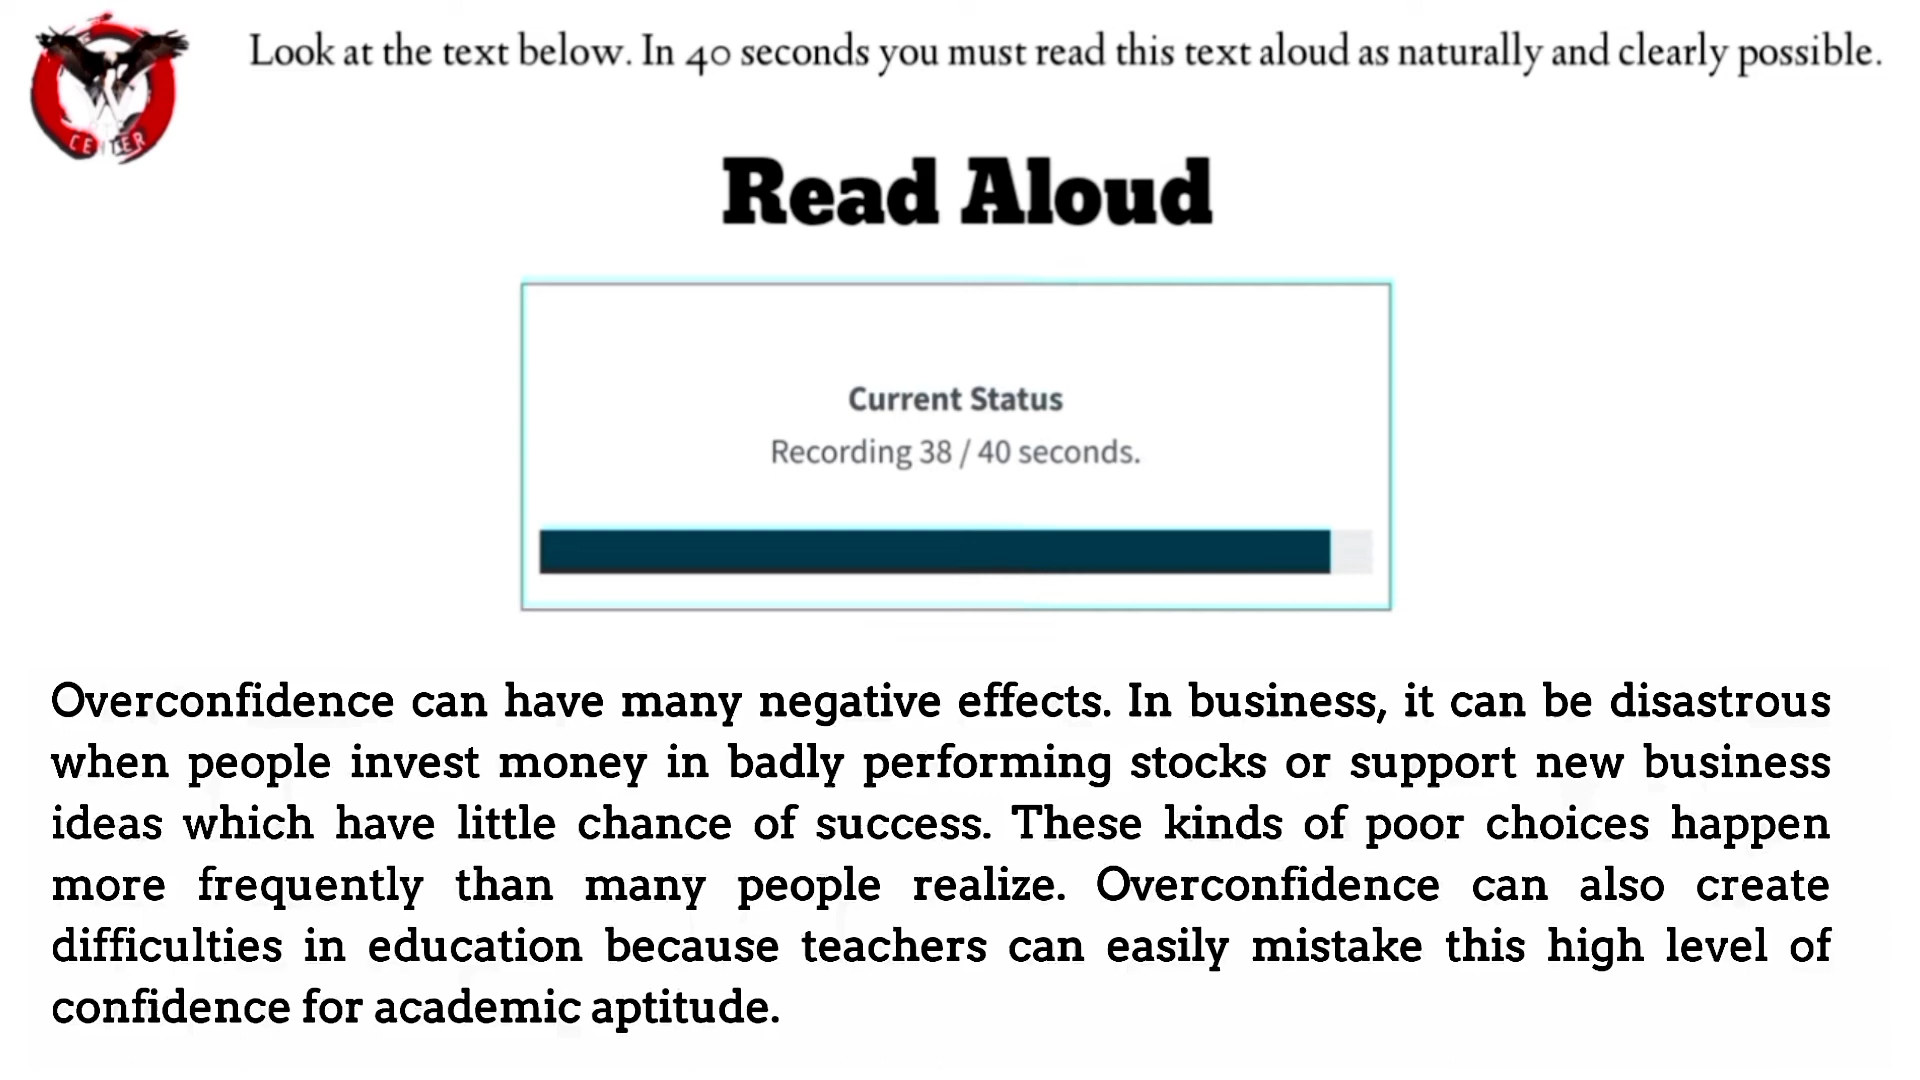 Look at the text below. In 40 seconds you must read this text aloud as naturally and clearly possible.
CENTER
Read Aloud
Current Status
Recording 38 / 40 seconds.
Overconfidence can have many negative effects. In business, it can be disastrous
when people invest money in badly performing stocks or support new business
ideas which have little chance of success. These kinds of poor choices happen
more frequently than many people realize. Overconfidence can also create
difficulties in education because teachers can easily mistake this high level of
confidence for academic aptitude.